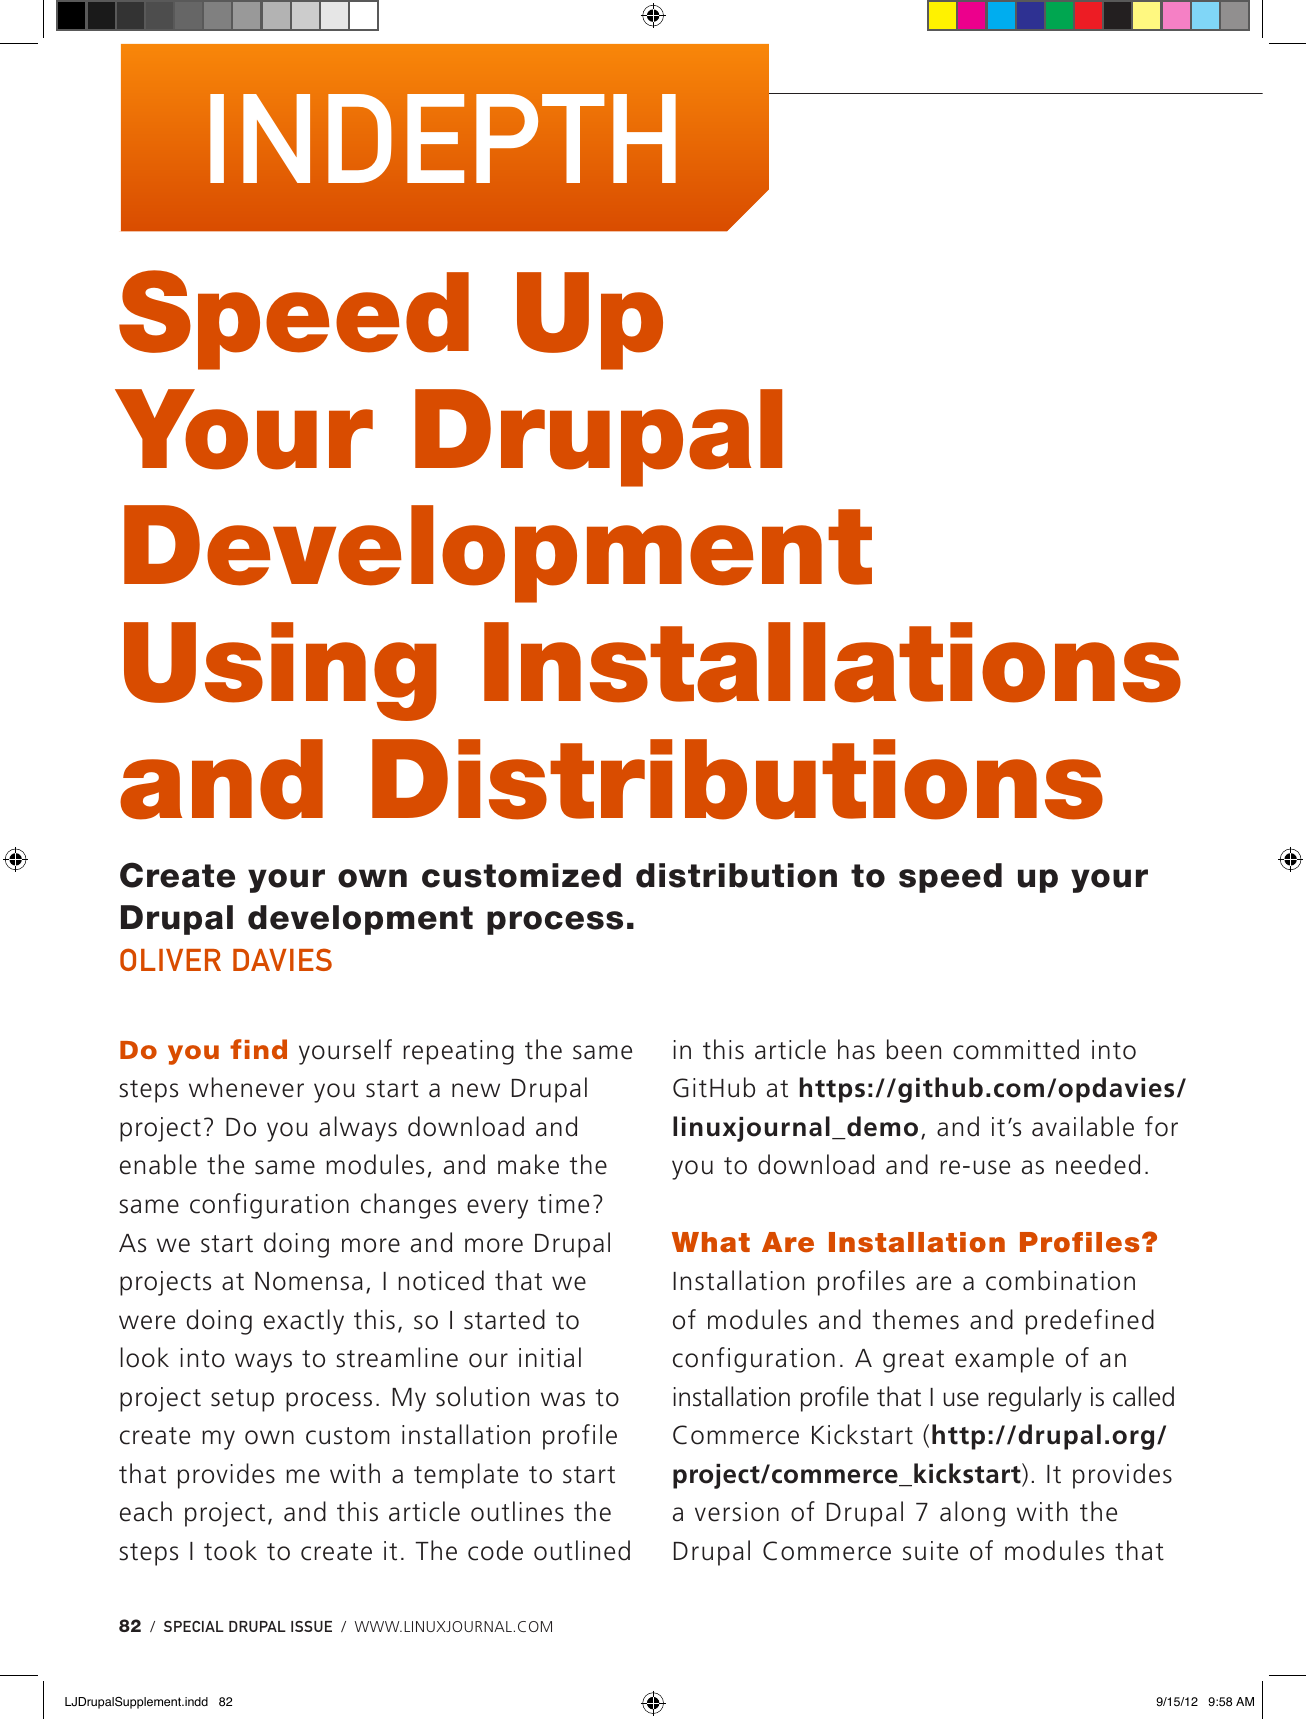 INDEPTH
Speed Up
Your Drupal
Development
Using Installations
and Distributions
Create your own customized distribution to speed up your
Drupal development process.
OLIVER DAVIES
Do you find yourself repeating the same
steps whenever you start a new Drupal
project? Do you always download and
enable the same modules, and make the
same configuration changes every time?
As we start doing more and more Drupal
projects at Nomensa, I noticed that we
were doing exactly this, so I started to
look into ways to streamline our initial
project setup process. My solution was to
create my own custom installation profile
that provides me with a template to start
each project, and this article outlines the
steps I took to create it. The code outlined
in this article has been committed into
GitHub at https://github.com/opdavies/
linuxjournal_demo, and it’s available for
you to download and re-use as needed.
What Are Installation Profiles?
Installation profiles are a combination
of modules and themes and predefined
configuration. A great example of an
installation profile that I use regularly is called
Commerce Kickstart (http://drupal.org/
project/commerce_kickstart). It provides
a version of Drupal 7 along with the
Drupal Commerce suite of modules that
82 / SPECIAL DRUPAL ISSUE / WWW.LINUXJOURNAL.COM
LJDrupalSupplement.indd 82
9/15/12 9:58 AM